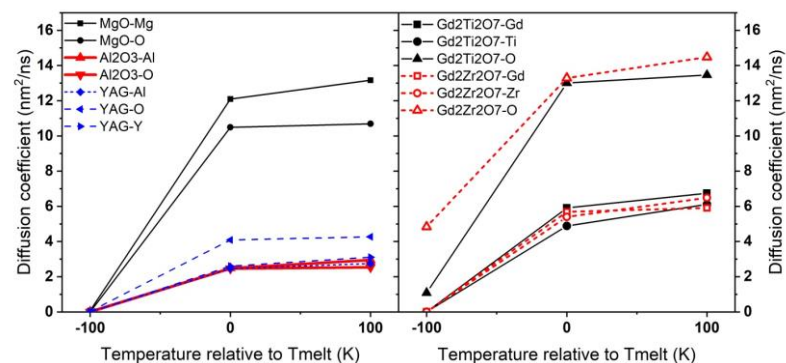 Diffusion coefficient (nm²/ns)
16
14
12
10
8
6
4
2
0
MgO-Mg
MgO-O
Al2O3-Al
Al2O3-O
YAG-Al
YAG-O
YAG-Y
-100
0
100
Temperature relative to Tmelt (K)
Gd2Ti2O7-Gd
Gd2Ti2O7-Ti
Gd2Ti2O7-O
Gd2Zr2O7-Gd
Gd2Zr2O7-Zr
Gd2Zr2O7-O
-100
0
100
Temperature relative to Tmelt (K)
16
14
12
10
8
6
4
2
0
Diffusion coefficient (nm²/ns)